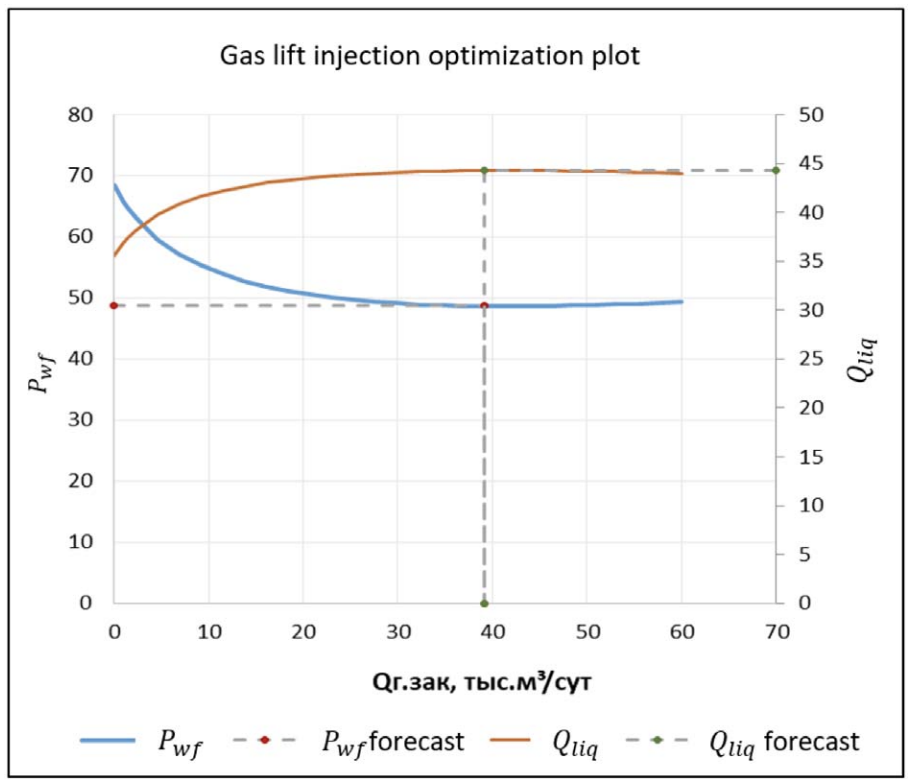 Gas lift injection optimization plot
80 50
70 45
60 40
50 35
40 30
30 25
20 20
10 15
0 10
5
0
P_wf
Q_liq
0 10 20 30 40 50 60 70
Qг.зак, тыс.м³/сут
P_wf P_wf forecast Q_liq Q_liq forecast